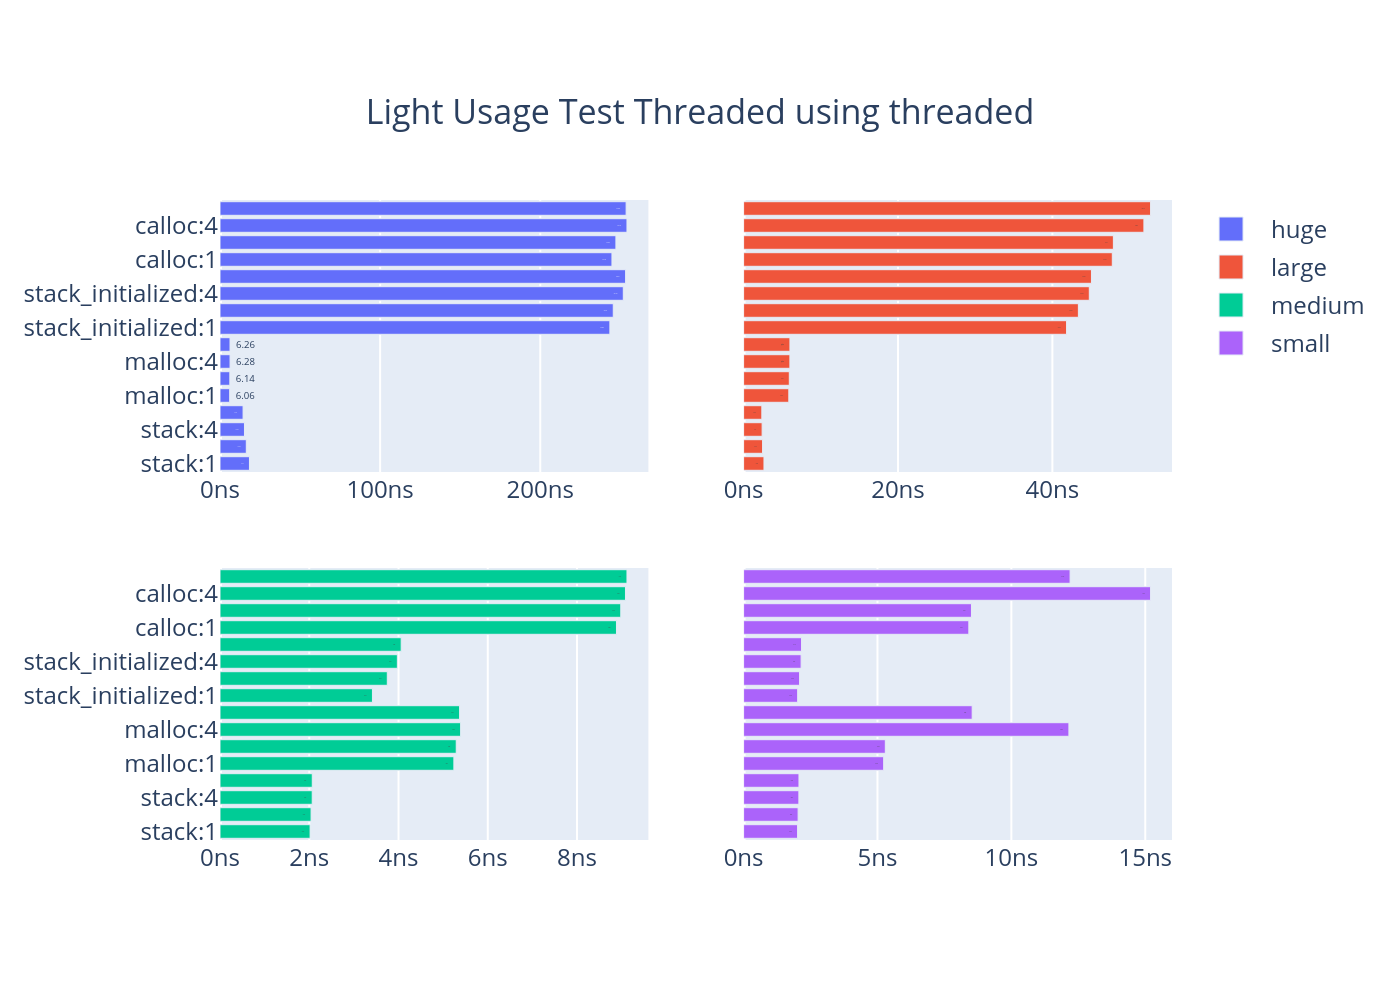 Light Usage Test Threaded using threaded
calloc:4
calloc:1
stack_initialized:4
stack_initialized:1
malloc:4
malloc:1
stack:4
stack:1
6.26
6.28
6.14
6.06
0ns 100ns 200ns
0ns 20ns 40ns
huge
large
medium
small
calloc:4
calloc:1
stack_initialized:4
stack_initialized:1
malloc:4
malloc:1
stack:4
stack:1
0ns 2ns 4ns 6ns 8ns
0ns 5ns 10ns 15ns